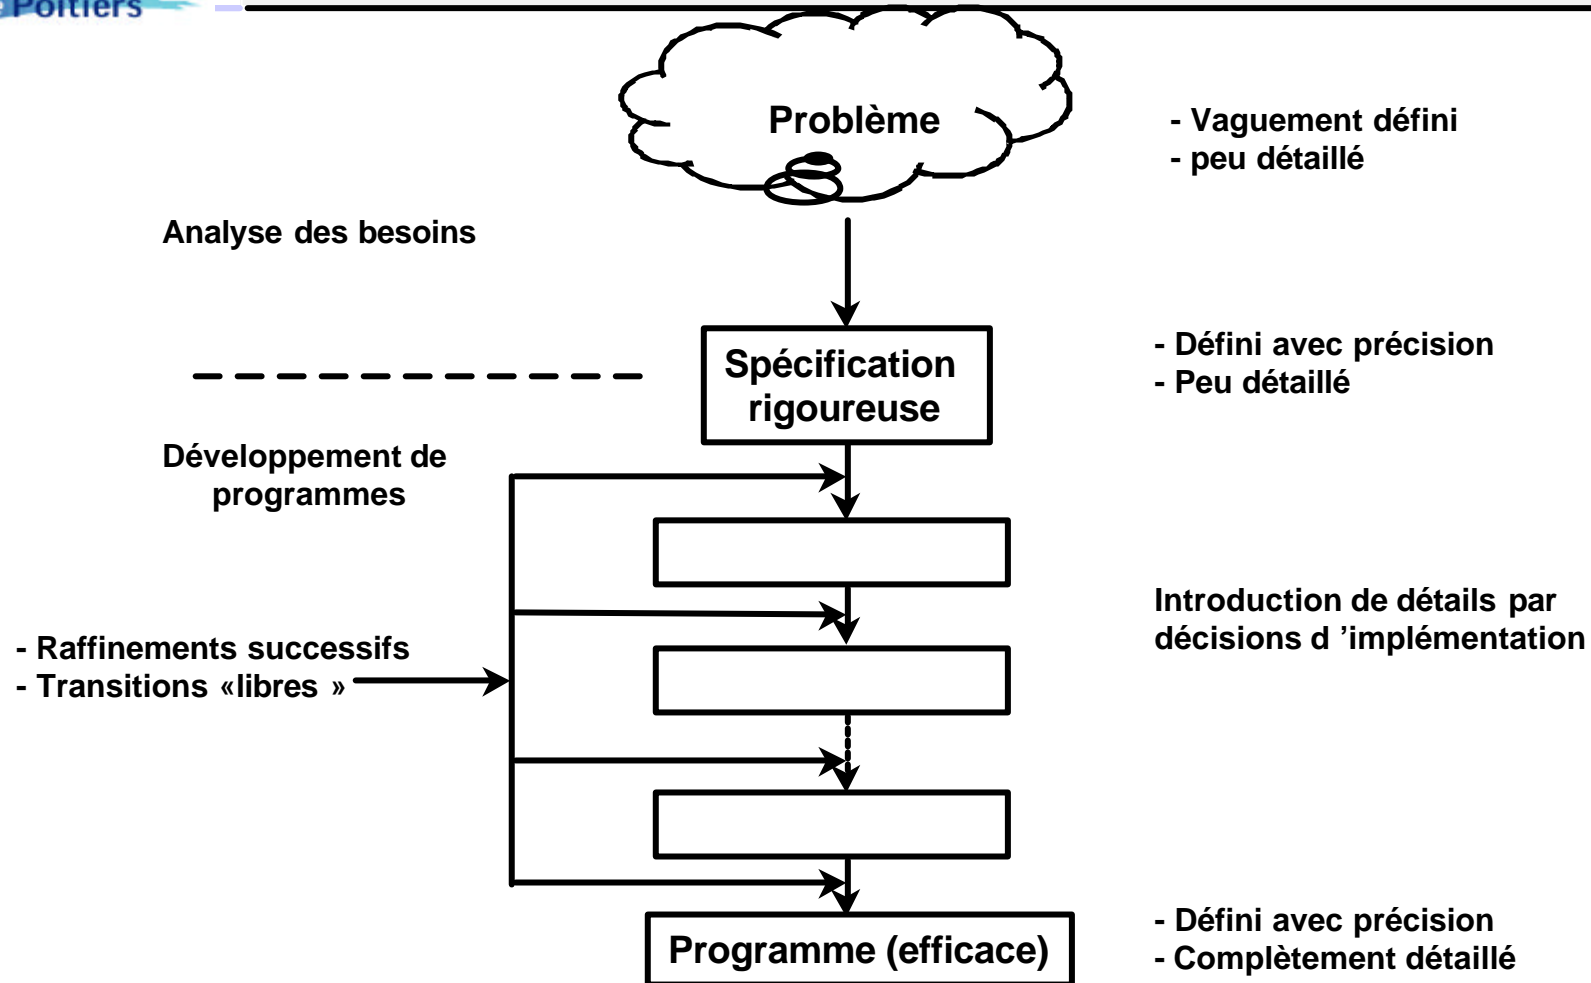 Poitiers
Problème
- Vaguement défini
- peu détaillé
Analyse des besoins
Spécification
rigoureuse
- Défini avec précision
- Peu détaillé
Développement de
programmes
Introduction de détails par
décisions d ’implémentation
- Raffinements successifs
- Transitions «libres »
Programme (efficace)
- Défini avec précision
- Complètement détaillé